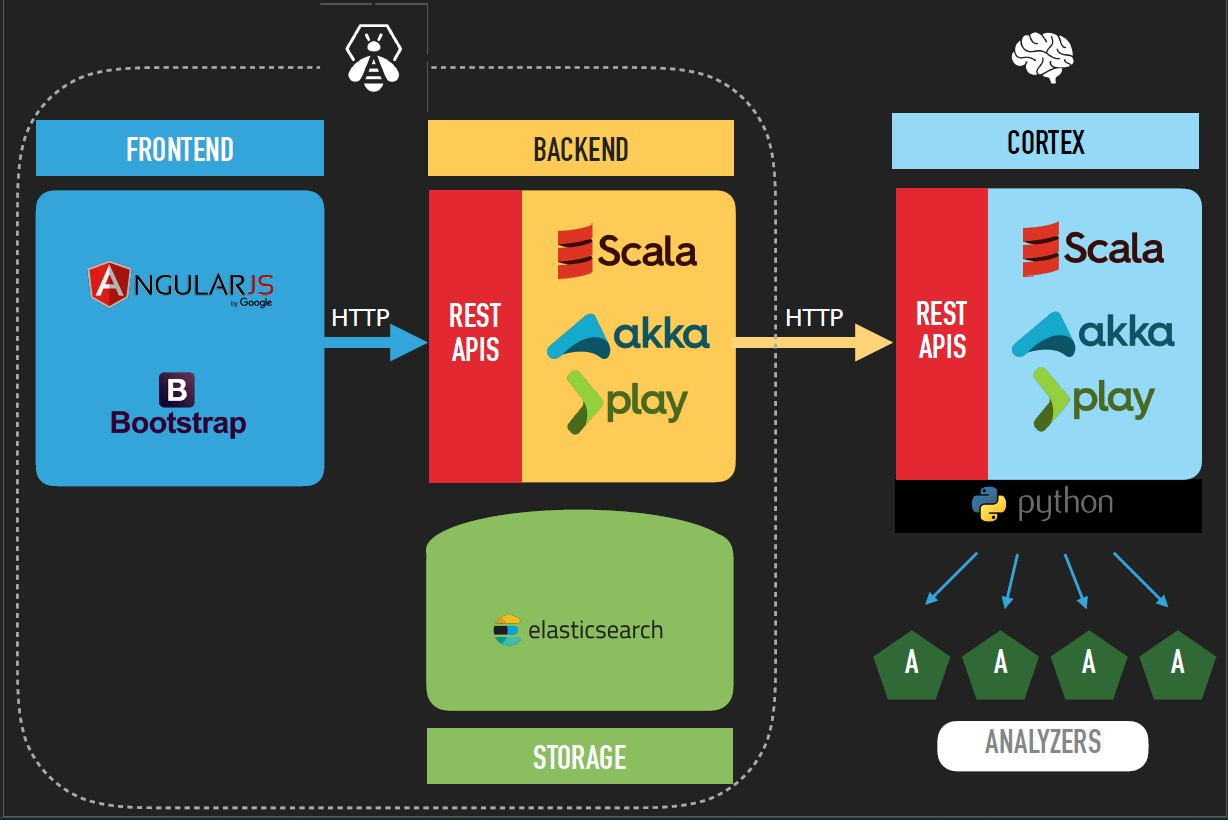 FRONTEND
BACKEND
CORTEX
ANGULARJS
by Google
B
Bootstrap
HTTP
REST
APIS
Scala
akka
play
HTTP
REST
APIS
Scala
akka
play
python
elasticsearch
STORAGE
A
A
A
A
ANALYZERS